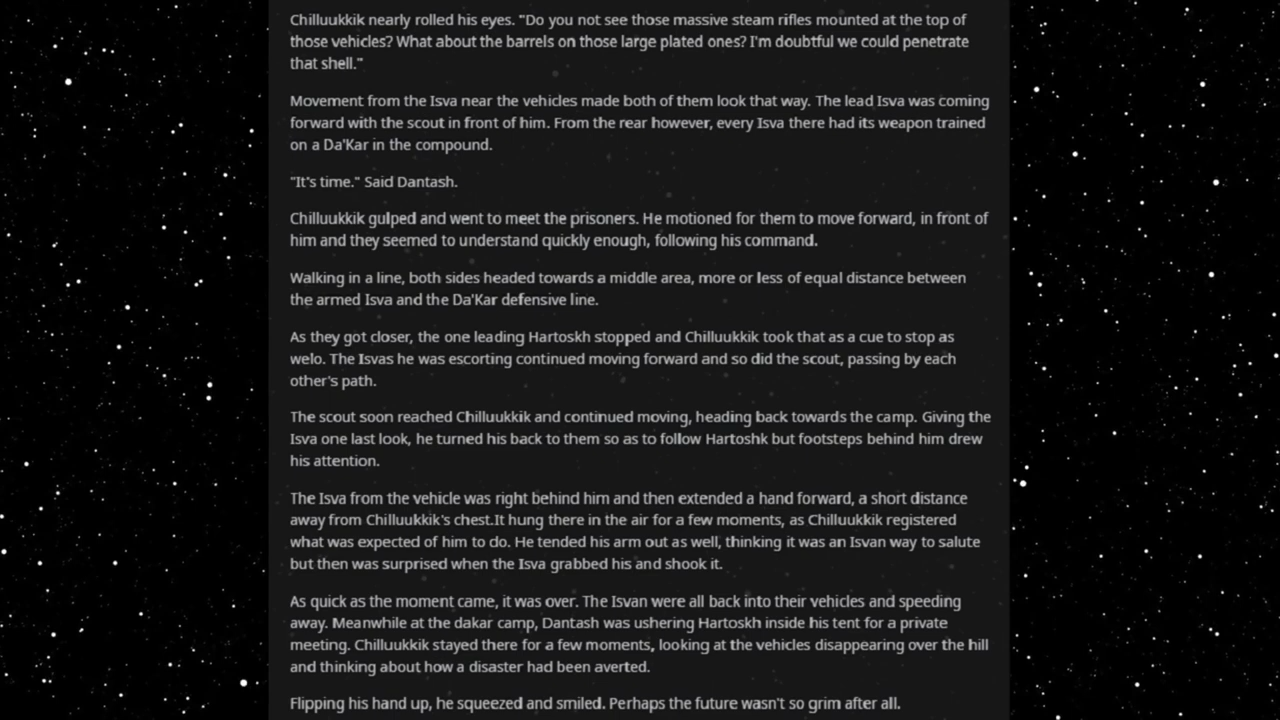 Chilluukkik nearly rolled his eyes. "Do you not see those massive steam rifles mounted at the top of
those vehicles? What about the barrels on those large plated ones? I'm doubtful we could penetrate
that shell."
Movement from the Isva near the vehicles made both of them look that way. The lead Isva was coming
forward with the scout in front of him. From the rear however, every Isva there had its weapon trained
on a Da'Kar in the compound.
"It's time." Said Dantash.
Chilluukkik gulped and went to meet the prisoners. He motioned for them to move forward, in front of
him and they seemed to understand quickly enough, following his command.
Walking in a line, both sides headed towards a middle area, more or less of equal distance between
the armed Isva and the Da'Kar defensive line.
As they got closer, the one leading Hartoskh stopped and Chilluukkik took that as a cue to stop as
welo. The Isvas he was escorting continued moving forward and so did the scout, passing by each
other's path.
The scout soon reached Chilluukkik and continued moving, heading back towards the camp. Giving the
Isva one last look, he turned his back to them so as to follow Hartoshk but footsteps behind him drew
his attention.
The Isva from the vehicle was right behind him and then extended a hand forward, a short distance
away from Chilluukkik's chest.It hung there in the air for a few moments, as Chilluukkik registered
what was expected of him to do. He tended his arm out as well, thinking it was an Isvan way to salute
but then was surprised when the Isva grabbed his and shook it.
As quick as the moment came, it was over. The Isvan were all back into their vehicles and speeding
away. Meanwhile at the dakar camp, Dantash was ushering Hartoskh inside his tent for a private
meeting. Chilluukkik stayed there for a few moments, looking at the vehicles disappearing over the hill
and thinking about how a disaster had been averted.
Flipping his hand up, he squeezed and smiled. Perhaps the future wasn't so grim after all.